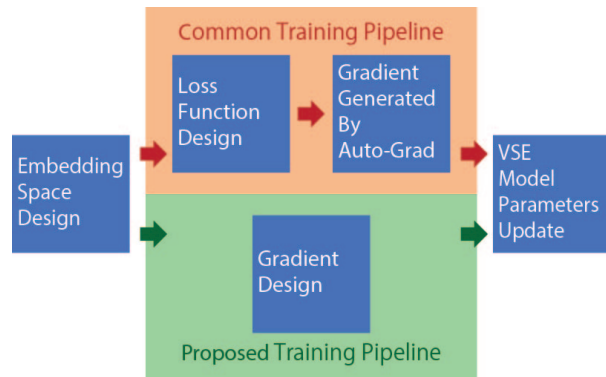 Common Training Pipeline
Loss
Function
Design
Gradient
Generated
By
Auto-Grad
Embedding
Space
Design
VSE
Model
Parameters
Update
Gradient
Design
Proposed Training Pipeline